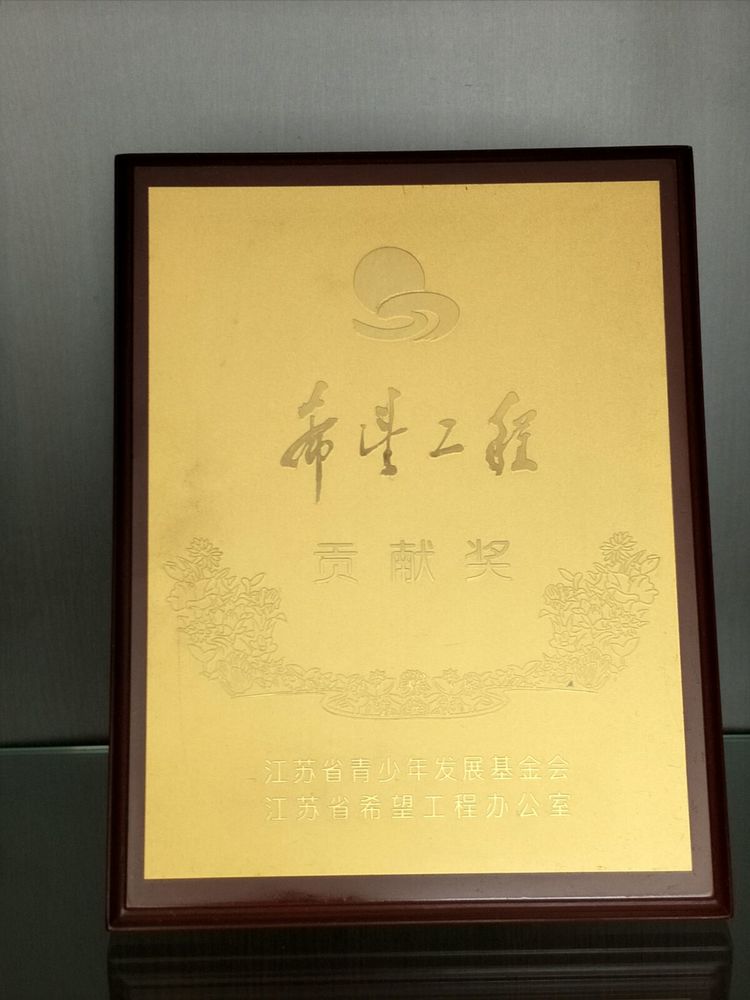 希望工程
贡献奖
江苏省青少年发展基金会
江苏省希望工程办公室